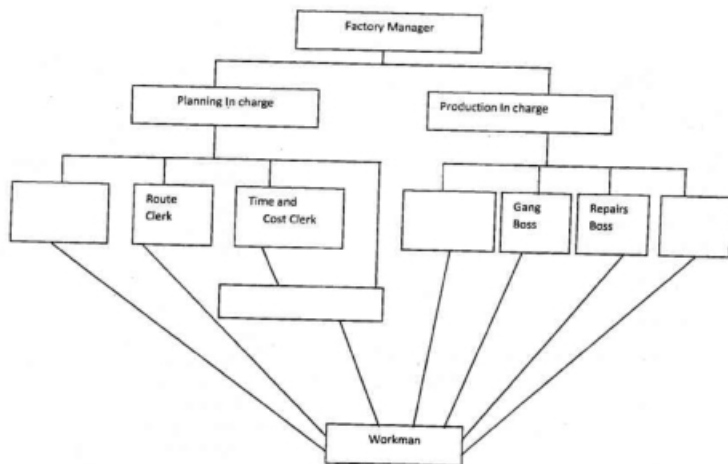 Factory Manager
Planning In charge
Production In charge
Route
Clerk
Time and
Cost Clerk
Gang
Boss
Repairs
Boss
Workman